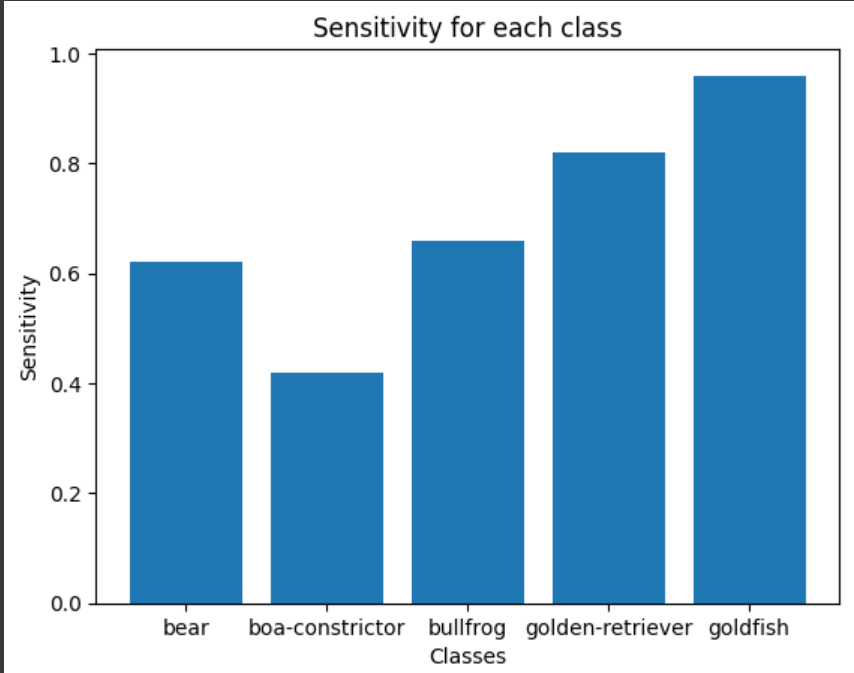 Sensitivity for each class
1.0
0.8
0.6
0.4
0.2
0.0
Sensitivity
bear boa-constrictor bullfrog golden-retriever goldfish
Classes